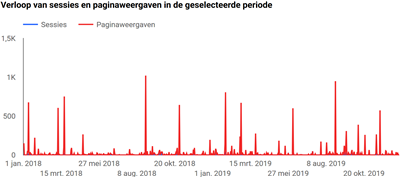 Verloop van sessies en paginaweergaven in de geselecteerde periode
Sessies Paginaweergaven
1,5K
1,0K
500
0
1 jan. 2018 27 mei 2018 20 okt. 2018 15 mrt. 2019 8 aug. 2019
15 mrt. 2018 8 aug. 2018 1 jan. 2019 27 mei 2019 20 okt. 2019